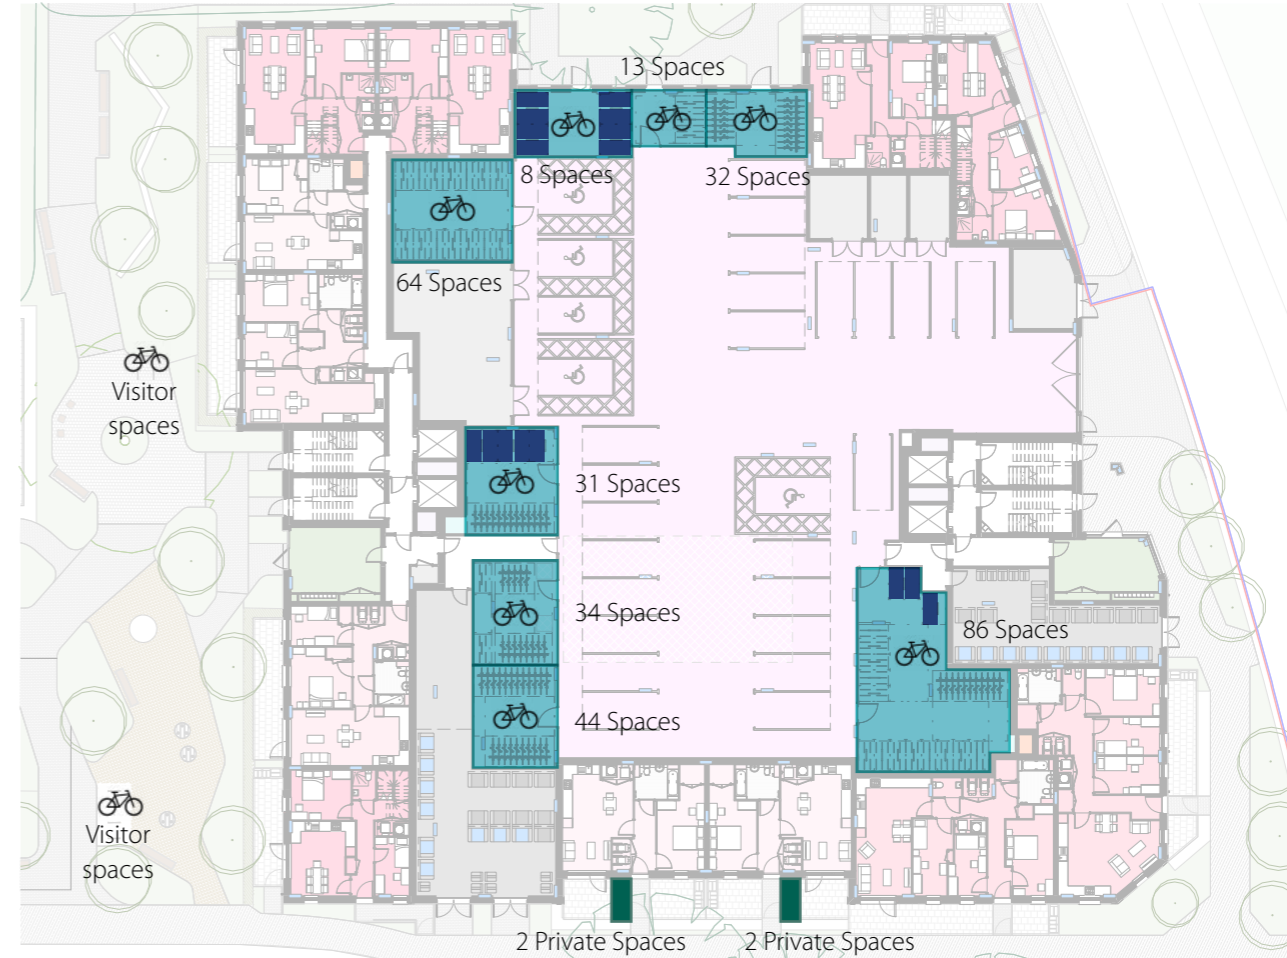 13 Spaces
8 Spaces
32 Spaces
64 Spaces
Visitor
spaces
31 Spaces
34 Spaces
86 Spaces
44 Spaces
Visitor
spaces
2 Private Spaces
2 Private Spaces